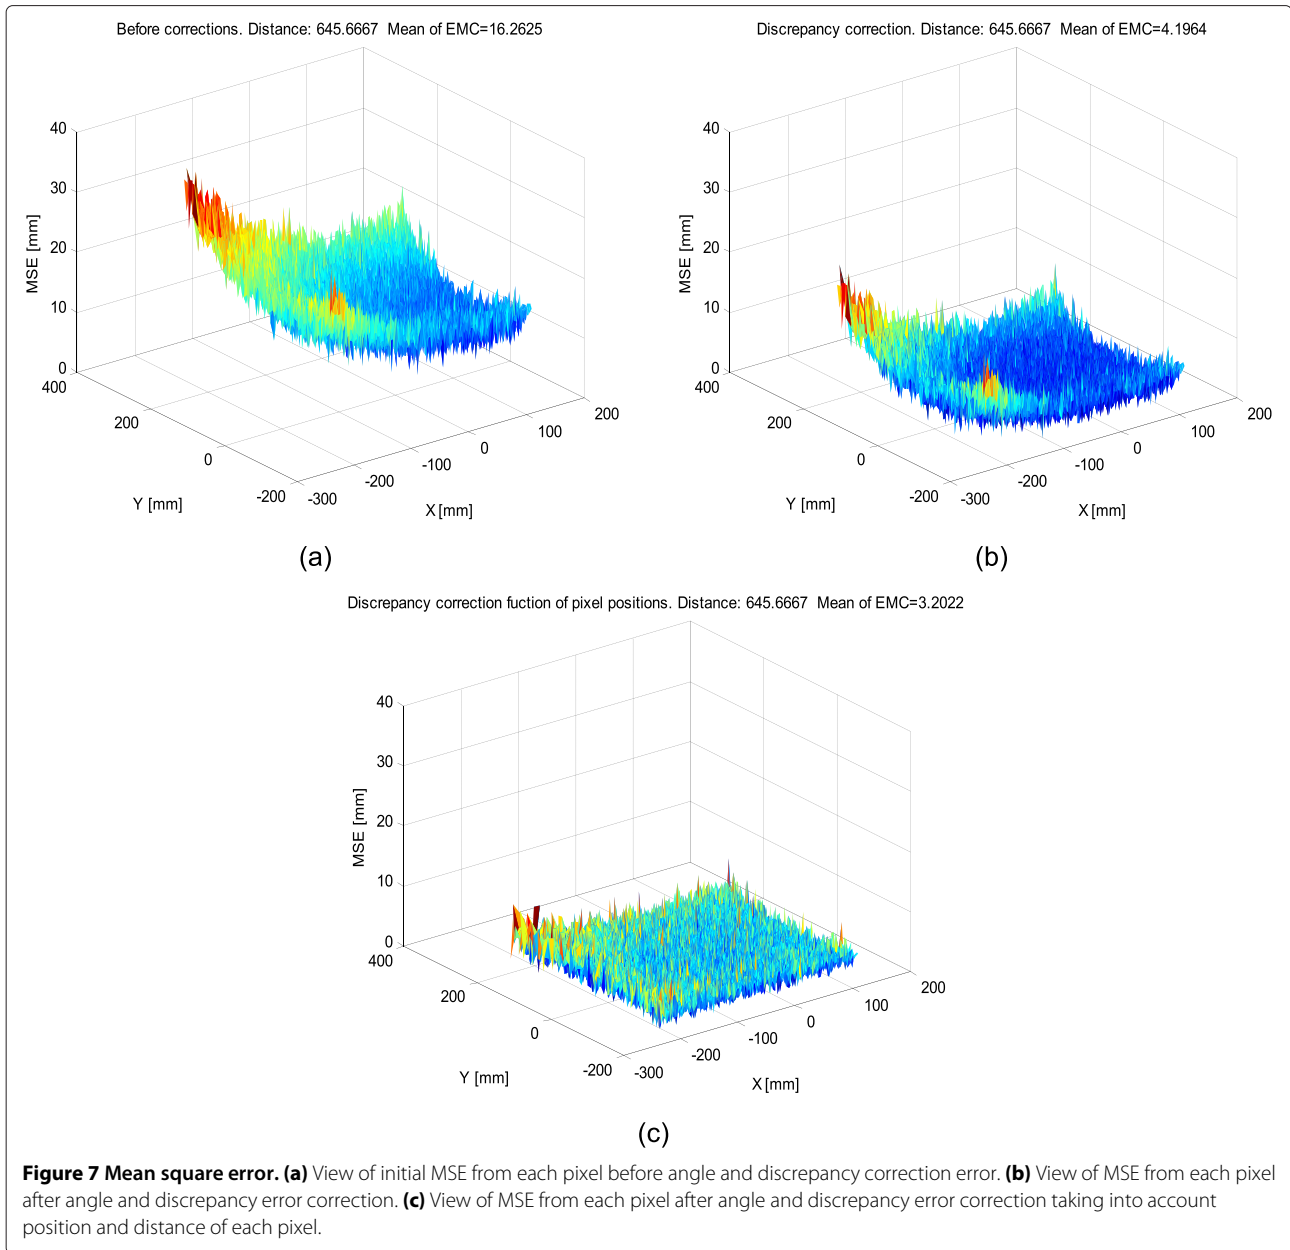 Before corrections. Distance: 645.6667 Mean of EMC=16.2625
40
30
20
10
0
MSE [mm]
400
200
0
-200
Y [mm]
-300
-200
-100
0
100
200
X [mm]
(a)
Discrepancy correction. Distance: 645.6667 Mean of EMC=4.1964
40
30
20
10
0
MSE [mm]
400
200
0
-200
Y [mm]
-300
-200
-100
0
100
200
X [mm]
(b)
Discrepancy correction fuction of pixel positions. Distance: 645.6667 Mean of EMC=3.2022
40
30
20
10
0
MSE [mm]
400
200
0
-200
Y [mm]
-300
-200
-100
0
100
200
X [mm]
(c)
Figure 7 Mean square error. (a) View of initial MSE from each pixel before angle and discrepancy correction error. (b) View of MSE from each pixel
after angle and discrepancy error correction. (c) View of MSE from each pixel after angle and discrepancy error correction taking into account
position and distance of each pixel.